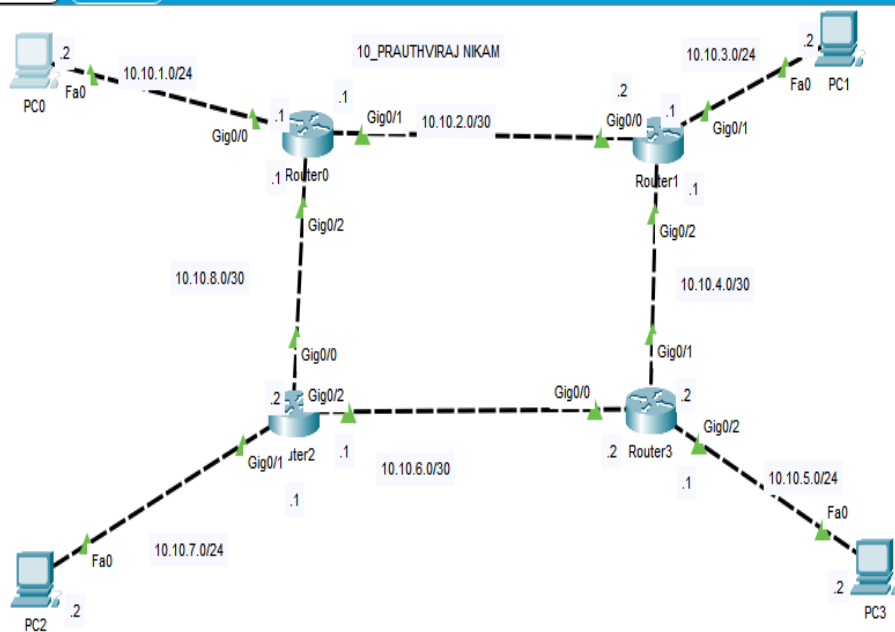 10_PRAUTHVIRAJ NIKAM
.2
10.10.1.0/24
Fa0
PC0
Gig0/0
.1
.1
Gig0/1
10.10.2.0/30
.2
Gig0/0
.1
10.10.3.0/24
.2
Fa0
PC1
Gig0/1
.1
Router0
Router1
.1
Gig0/2
Gig0/2
10.10.8.0/30
10.10.4.0/30
Gig0/0
Gig0/1
.2
Gig0/2
Gig0/0
.2
uter2
.1
10.10.6.0/30
.2
Router3
Gig0/2
Gig0/1
.1
.1
10.10.5.0/24
Fa0
10.10.7.0/24
Fa0
.2
PC2
.2
PC3